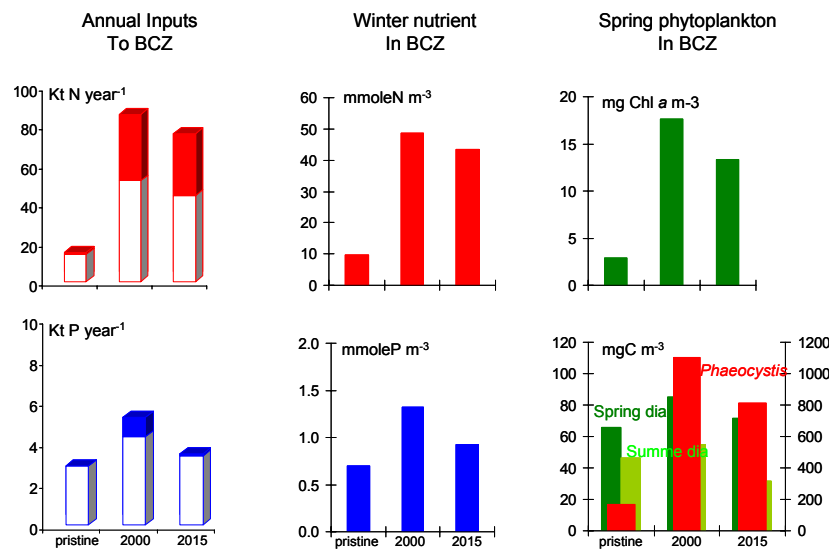 Annual Inputs
To BCZ
Winter nutrient
In BCZ
Spring phytoplankton
In BCZ
Kt N year-1
100
80
60
40
20
0
mmoleN m-3
60
50
40
30
20
10
0
mg Chl a m-3
20
15
10
5
0
Kt P year-1
10
8
6
4
2
0
pristine 2000 2015
mmoleP m-3
2.0
1.5
1.0
0.5
0.0
pristine 2000 2015
mgC m-3
120
100
80
60
40
20
0
Phaeocystis
Spring dia
Summe dia
1200
1000
800
600
400
200
0
pristine 2000 2015